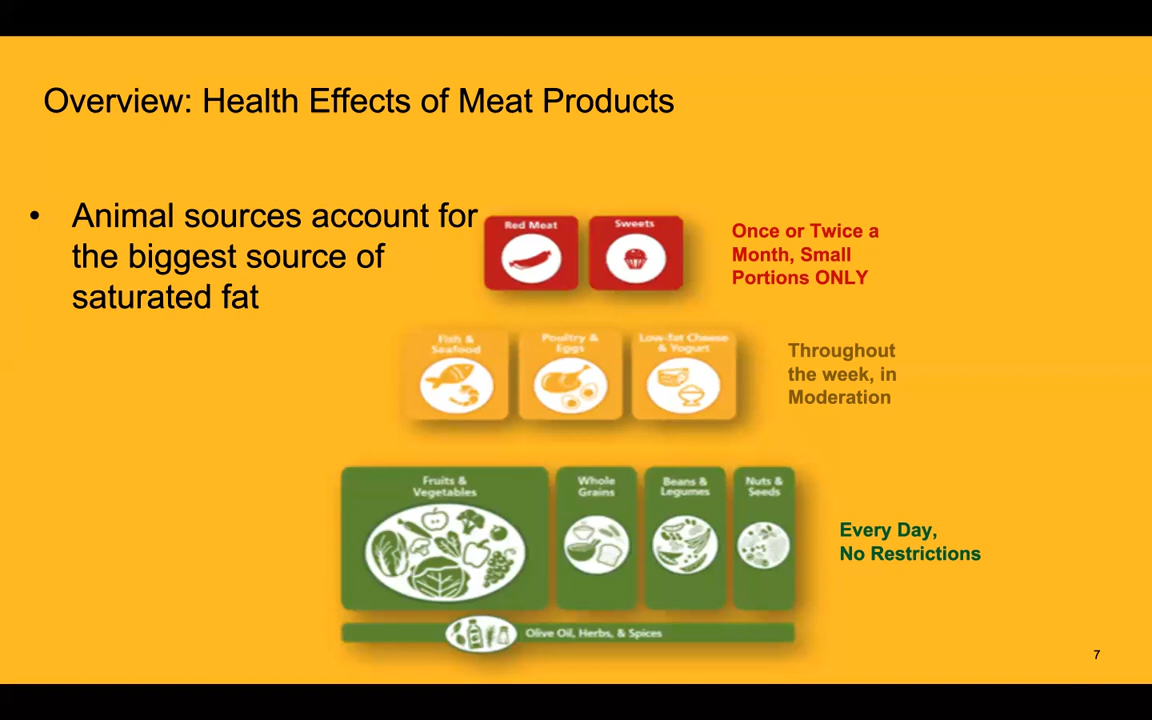 Overview: Health Effects of Meat Products
• Animal sources account for
the biggest source of
saturated fat
Red Meat
Sweets
Once or Twice a
Month, Small
Portions ONLY
Fish &
Seafood
Poultry &
Eggs
Low-fat Cheese
& Yogurt
Throughout
the week, in
Moderation
Fruits &
Vegetables
Whole
Grains
Beans &
Legumes
Nuts &
Seeds
Every Day,
No Restrictions
Olive Oil, Herbs, & Spices
7